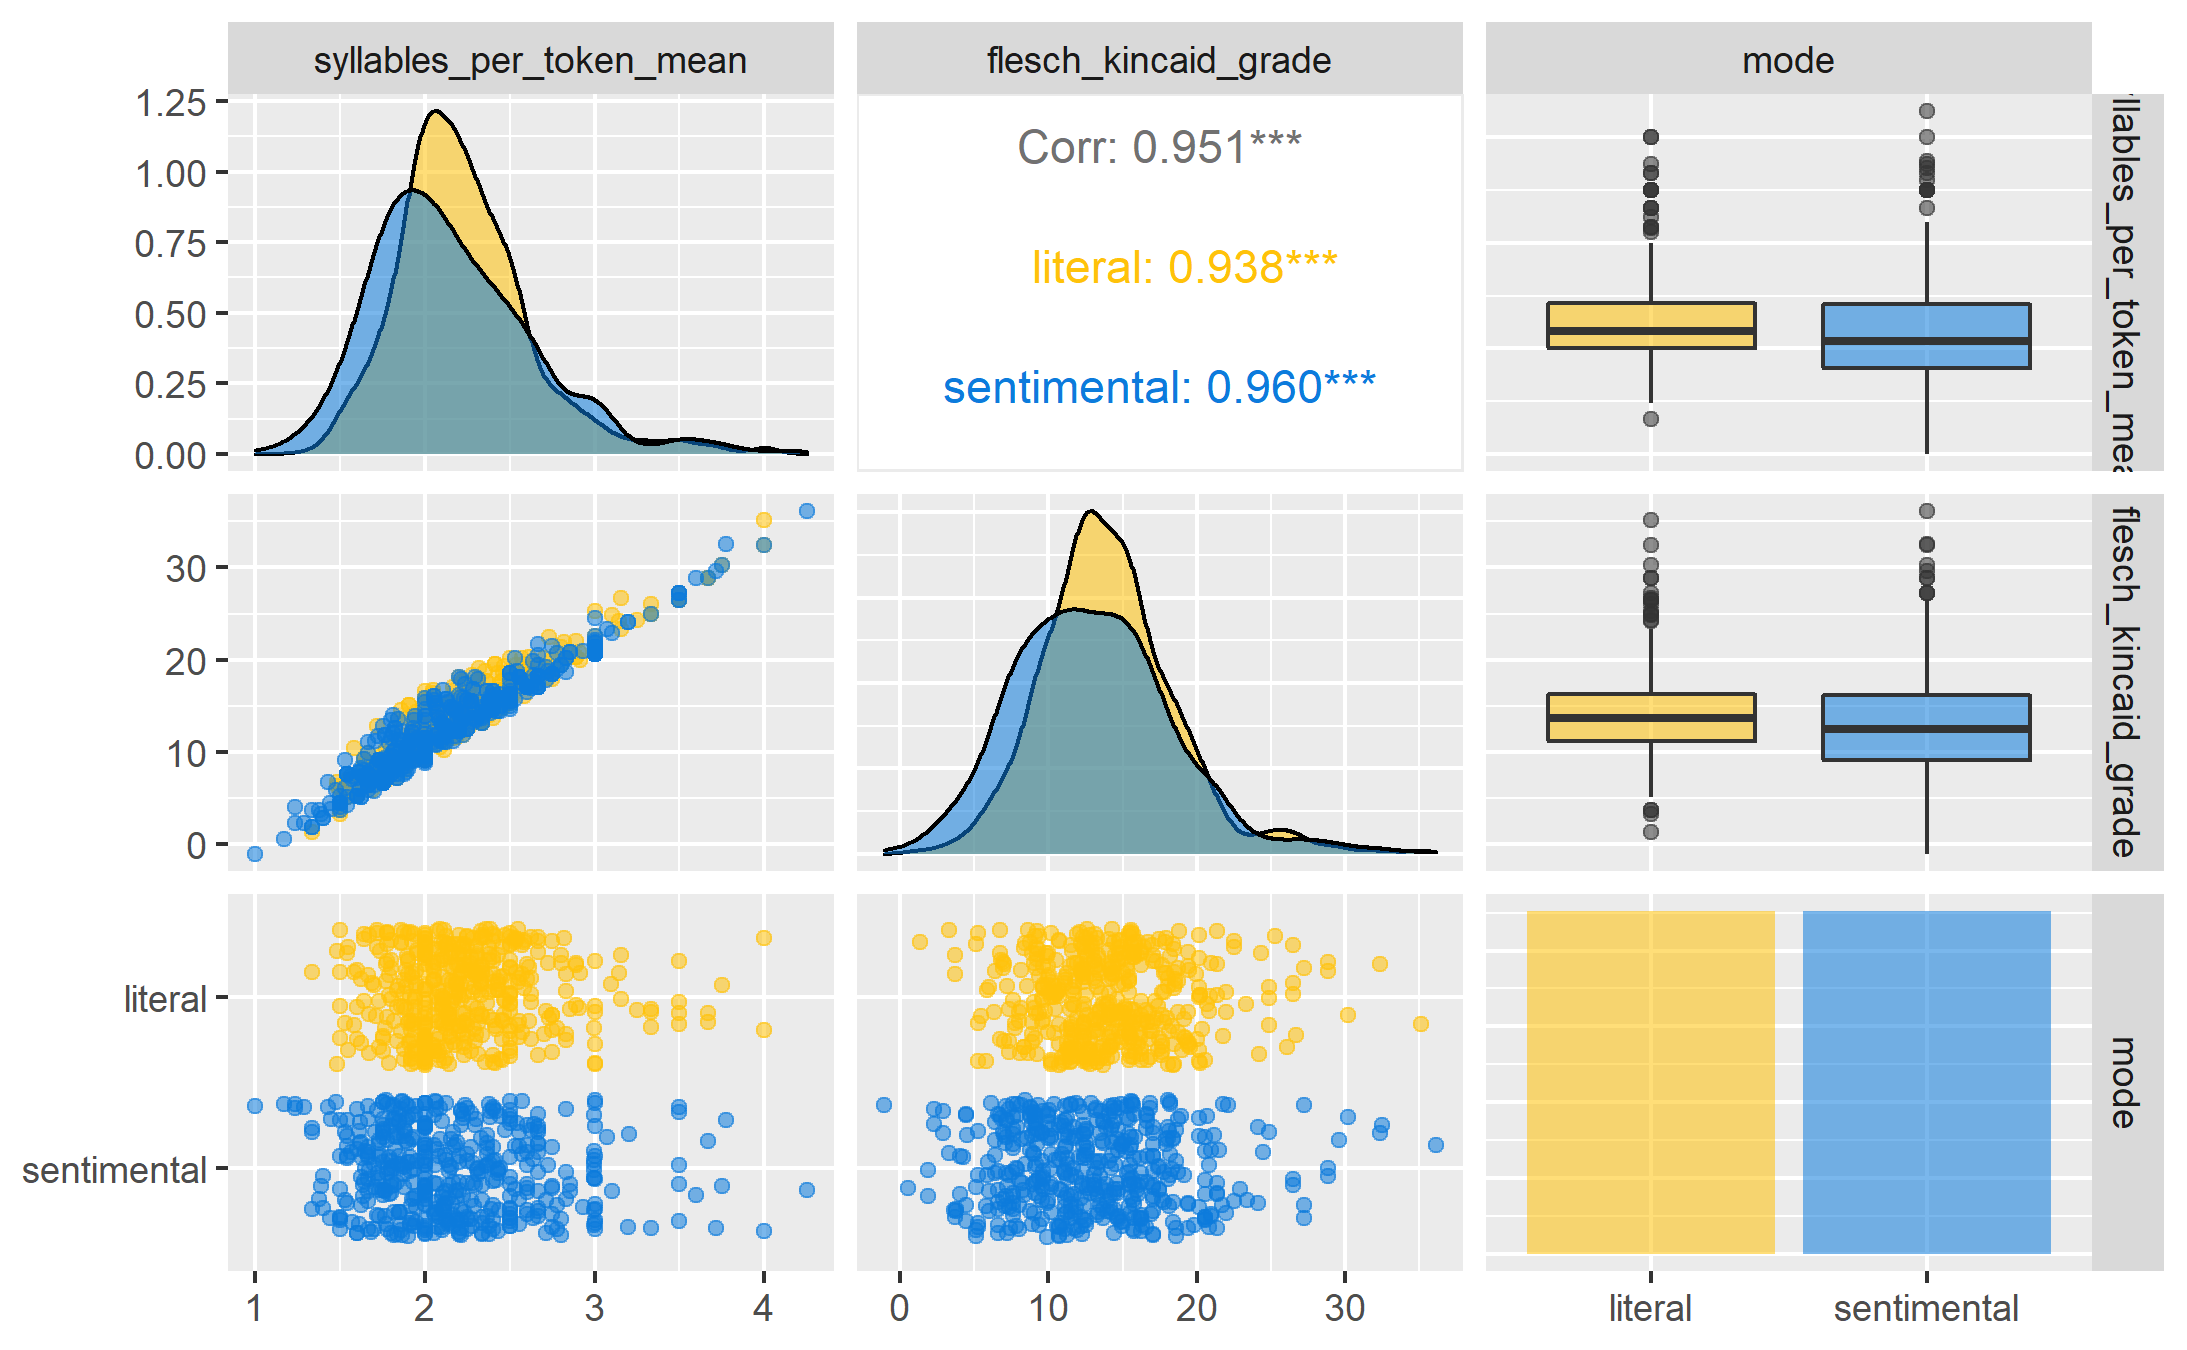 syllables_per_token_mean flesch_kincaid_grade mode
1.25
1.00
0.75
0.50
0.25
0.00
Corr: 0.951***
literal: 0.938***
sentimental: 0.960***
yllables_per_token_mea
30
20
10
0
flesch_kincaid_grade
literal
sentimental
mode
1 2 3 4
0 10 20 30
literal sentimental